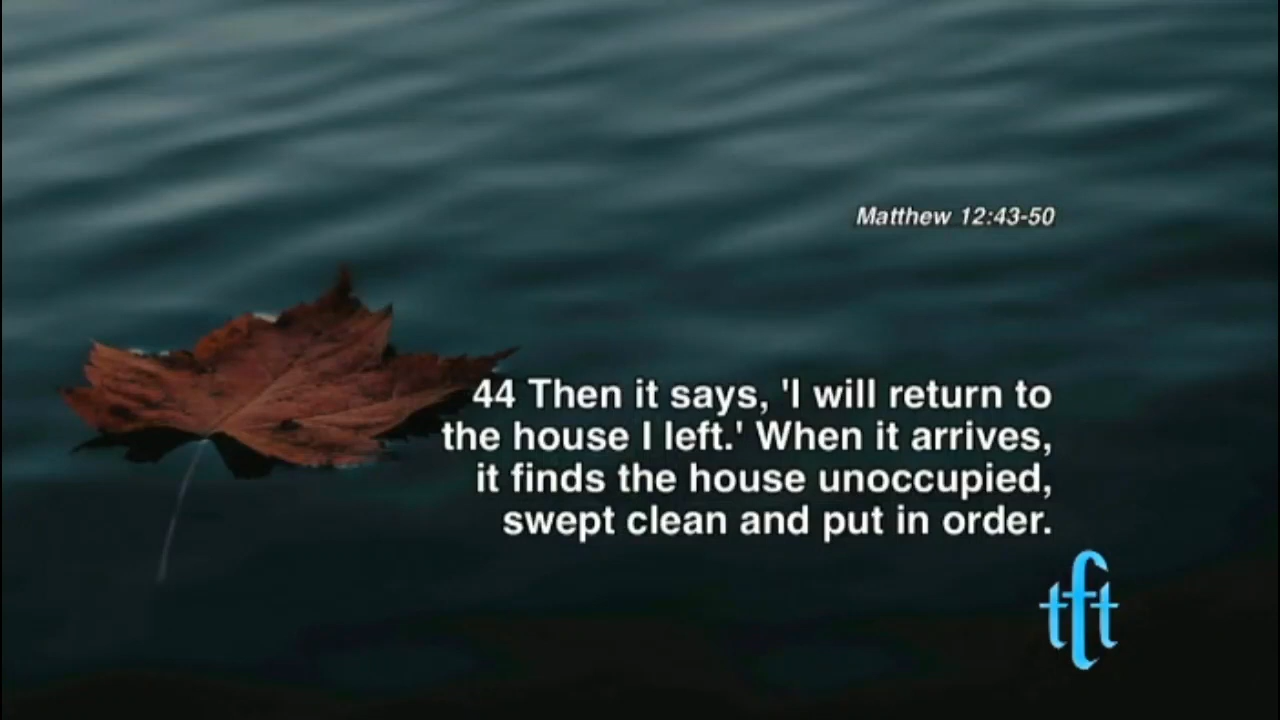 Matthew 12:43-50
44 Then it says, 'I will return to
the house I left.' When it arrives,
it finds the house unoccupied,
swept clean and put in order.
tft